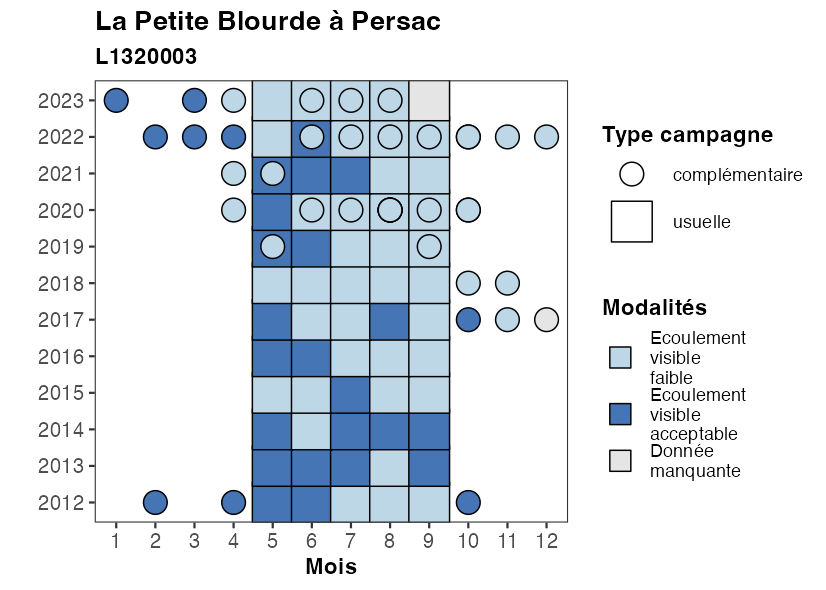 La Petite Blourde à Persac
L1320003
2023
2022
2021
2020
2019
2018
2017
2016
2015
2014
2013
2012
1 2 3 4 5 6 7 8 9 10 11 12
Mois
Type campagne
complémentaire
usuelle
Modalités
Ecoulement
visible
faible
Ecoulement
visible
acceptable
Donnée
manquante